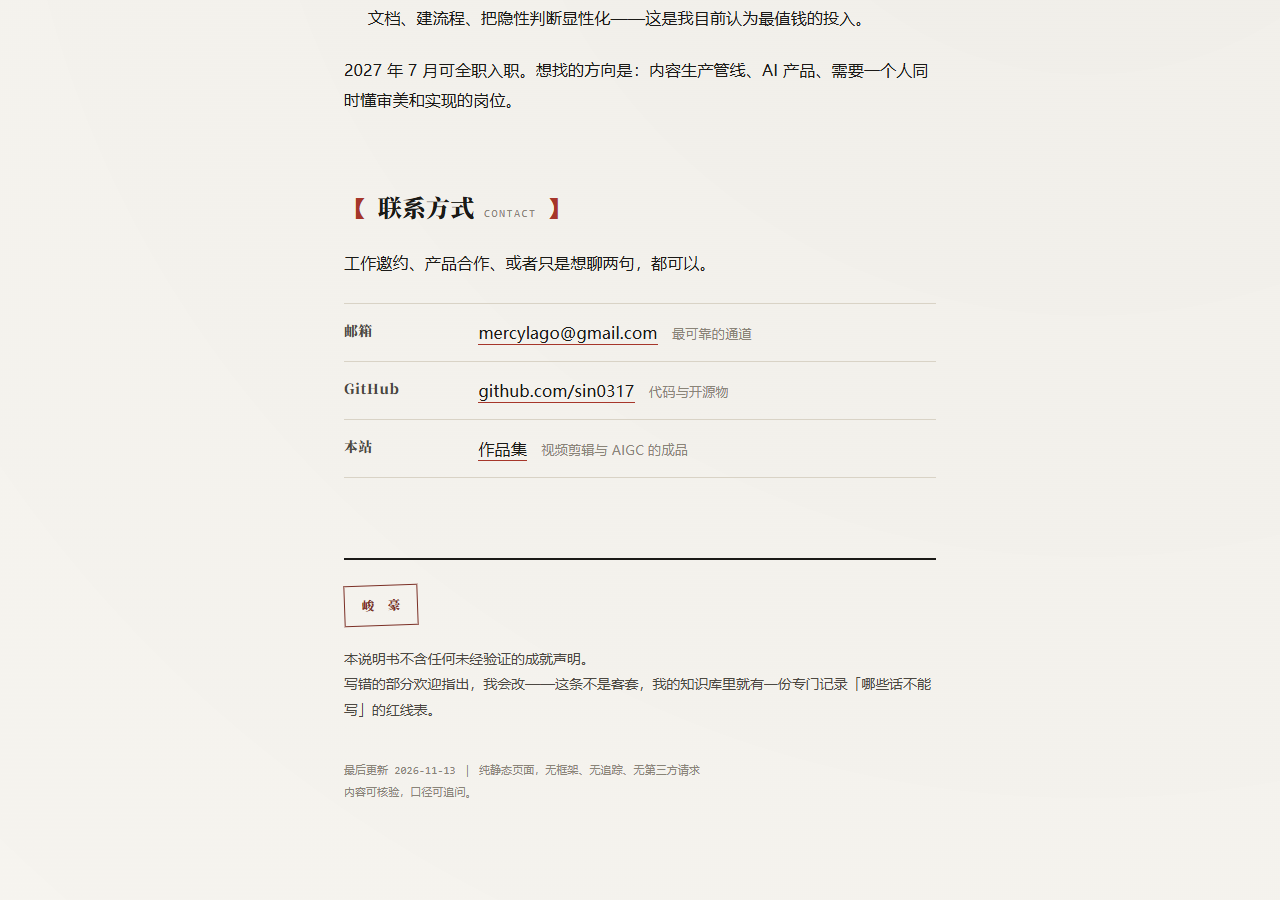 文档、建流程、把隐性判断显性化——这是我目前认为最值钱的投入。
2027 年 7 月可全职入职。想找的方向是：内容生产管线、AI 产品、需要一个人同
时懂审美和实现的岗位。
【 联系方式 CONTACT 】
工作邀约、产品合作、或者只是想聊两句，都可以。
邮箱 mercylago@gmail.com 最可靠的通道
GitHub github.com/sin0317 代码与开源物
本站 作品集 视频剪辑与 AIGC 的成品
峻 豪
本说明书不含任何未经验证的成就声明。
写错的部分欢迎指出，我会改——这条不是客套，我的知识库里就有一份专门记录「哪些话不能
写」的红线表。
最后更新 2026-11-13 ｜ 纯静态页面，无框架、无追踪、无第三方请求
内容可核验，口径可追问。